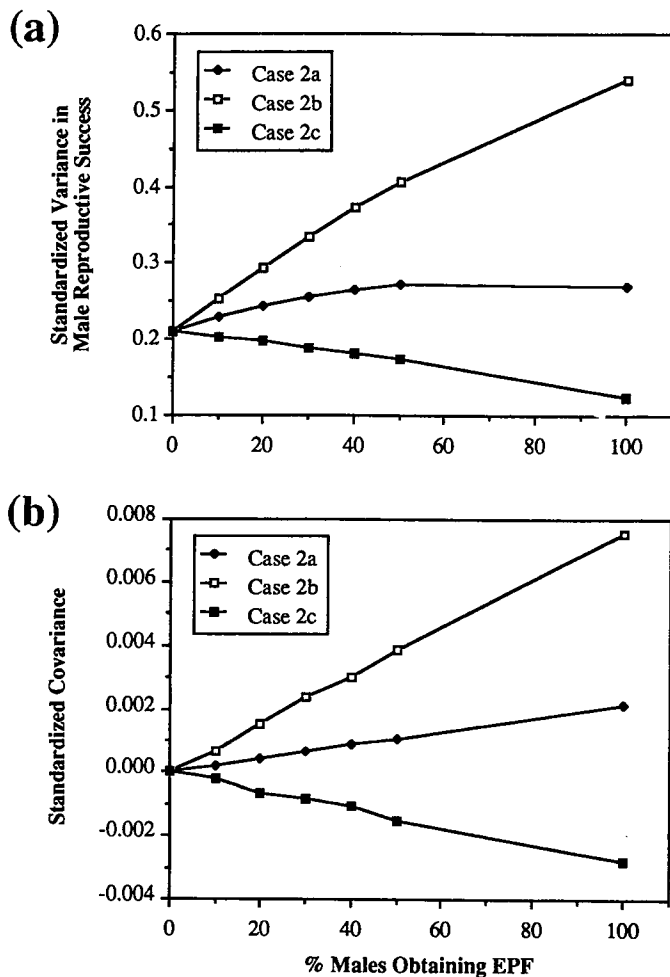 (a)
Standardized Variance in
Male Reproductive Success
0.6
0.5
0.4
0.3
0.2
0.1
Case 2a
Case 2b
Case 2c
0 20 40 60 80 100
(b)
Standardized Covariance
0.008
0.006
0.004
0.002
0.000
-0.002
-0.004
Case 2a
Case 2b
Case 2c
0 20 40 60 80 100
% Males Obtaining EPF